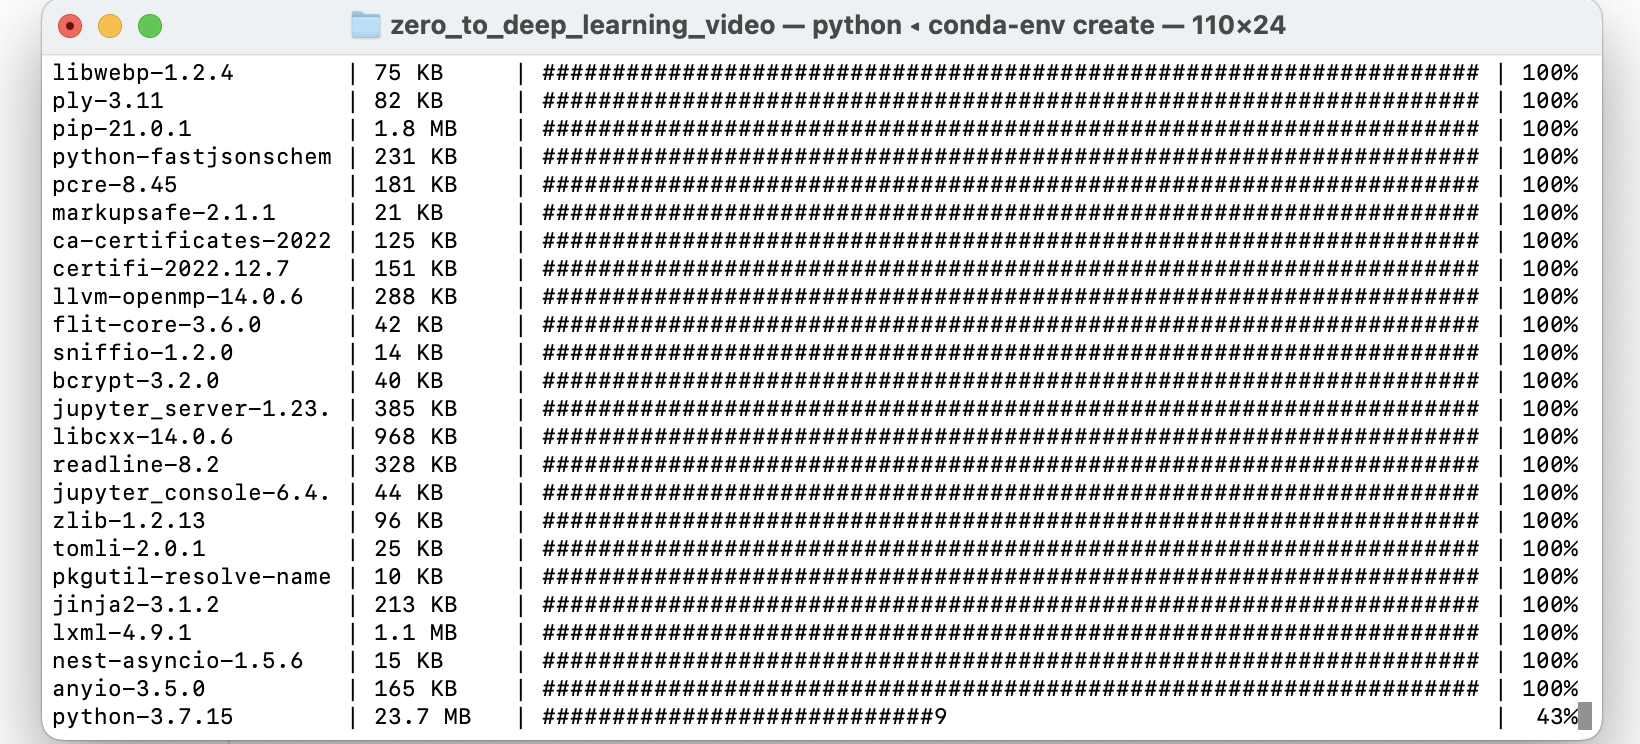 zero_to_deep_learning_video — python ◂ conda-env create — 110×24
libwebp-1.2.4        | 75 KB     | ################################################################### | 100%
ply-3.11             | 82 KB     | ################################################################### | 100%
pip-21.0.1           | 1.8 MB    | ################################################################### | 100%
python-fastjsonschem | 231 KB    | ################################################################### | 100%
pcre-8.45            | 181 KB    | ################################################################### | 100%
markupsafe-2.1.1     | 21 KB     | ################################################################### | 100%
ca-certificates-2022 | 125 KB    | ################################################################### | 100%
certifi-2022.12.7    | 151 KB    | ################################################################### | 100%
llvm-openmp-14.0.6   | 288 KB    | ################################################################### | 100%
flit-core-3.6.0      | 42 KB     | ################################################################### | 100%
sniffio-1.2.0        | 14 KB     | ################################################################### | 100%
bcrypt-3.2.0         | 40 KB     | ################################################################### | 100%
jupyter_server-1.23. | 385 KB    | ################################################################### | 100%
libcxx-14.0.6        | 968 KB    | ################################################################### | 100%
readline-8.2         | 328 KB    | ################################################################### | 100%
jupyter_console-6.4. | 44 KB     | ################################################################### | 100%
zlib-1.2.13          | 96 KB     | ################################################################### | 100%
tomli-2.0.1          | 25 KB     | ################################################################### | 100%
pkgutil-resolve-name | 10 KB     | ################################################################### | 100%
jinja2-3.1.2         | 213 KB    | ################################################################### | 100%
lxml-4.9.1           | 1.1 MB    | ################################################################### | 100%
nest-asyncio-1.5.6   | 15 KB     | ################################################################### | 100%
anyio-3.5.0          | 165 KB    | ################################################################### | 100%
python-3.7.15        | 23.7 MB   | ############################9                                       |  43%